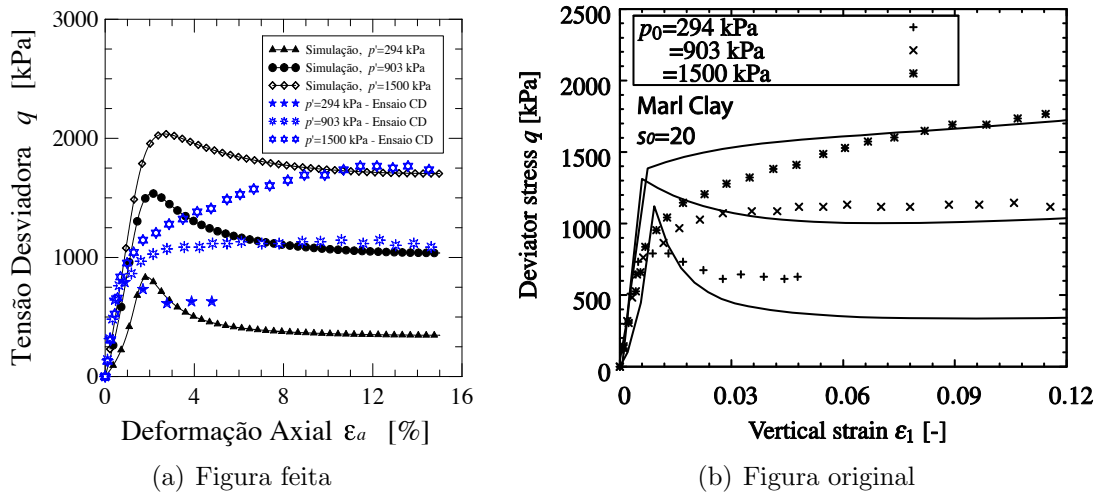 3000
2000
1000
0
0
4
8
12
16
Tensão Desviadora q [kPa]
Deformação Axial εa [%]
Simulação, p'=294 kPa
Simulação, p'=903 kPa
Simulação, p'=1500 kPa
p'=294 kPa - Ensaio CD
p'=903 kPa - Ensaio CD
p'=1500 kPa - Ensaio CD
(a) Figura feita
2500
2000
1500
1000
500
0
0
0.03
0.06
0.09
0.12
Deviator stress q [kPa]
Vertical strain ε1 [-]
p0=294 kPa
=903 kPa
=1500 kPa
Marl Clay
s0=20
(b) Figura original